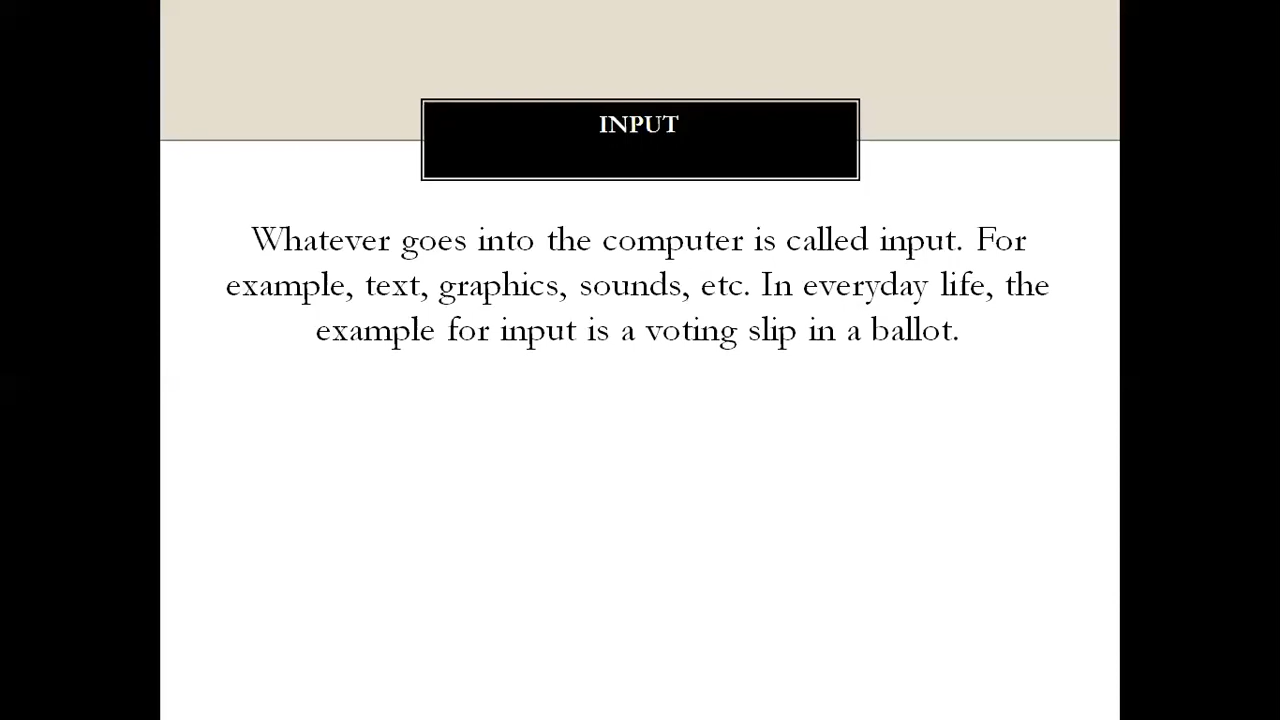 INPUT
Whatever goes into the computer is called input. For
example, text, graphics, sounds, etc. In everyday life, the
example for input is a voting slip in a ballot.